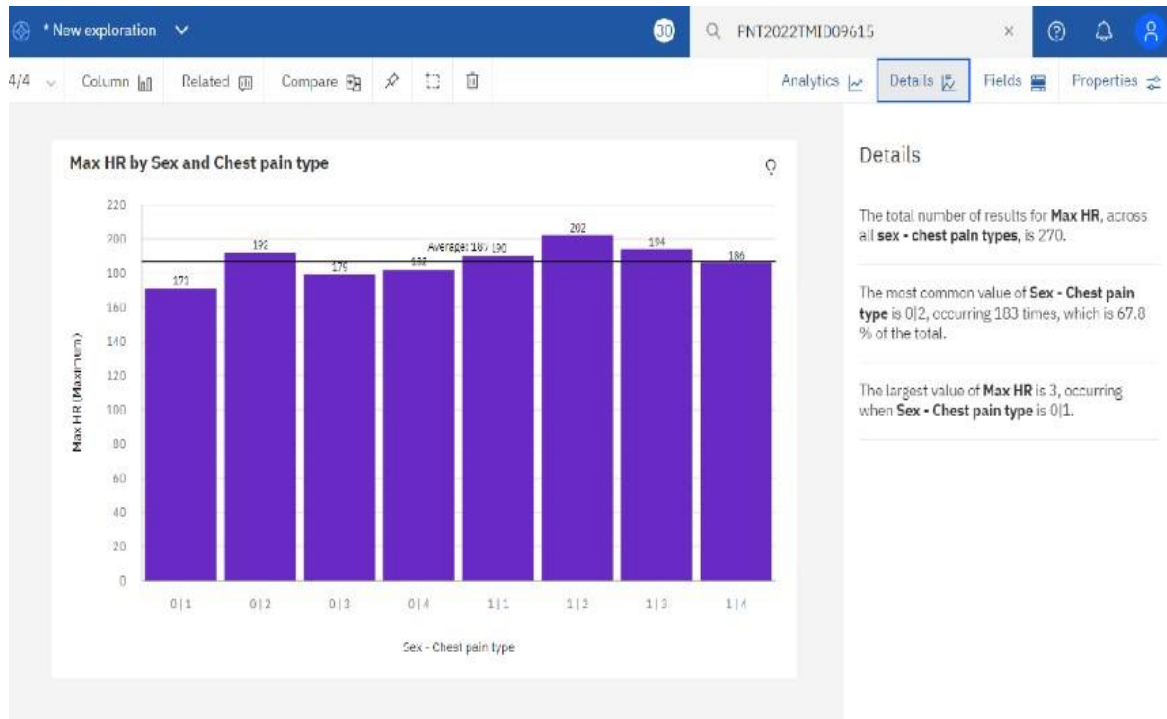 * New exploration
JO
FNT2022TMID09615
4/4
Column
Related
Compare
Analytics
Details
Fields
Properties
Max HR by Sex and Chest pain type
Details
The total number of results for Max HR, across
all sex - chest pain types, is 270.
The most common value of Sex - Chest pain
type is 0|2, occurring 183 times, which is 67.8
% of the total.
The largest value of Max HR is 3, occurring
when Sex - Chest pain type is 0|1.
Max HR (Maximum)
220
200
180
160
140
120
100
80
60
40
20
0
Average: 187
171
192
179
182
190
202
194
186
0|1
0|2
0|3
0|4
1|1
1|2
1|3
1|4
Sex - Chest pain type